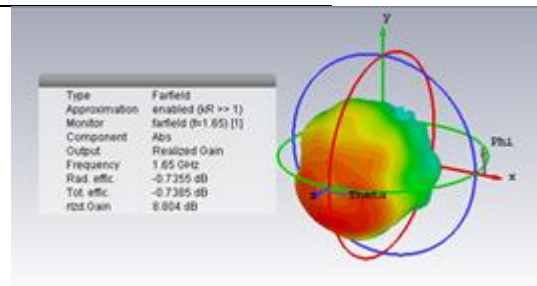 Type Farfield
Approximation enabled (kR >> 1)
Monitor farfield (f=1.65) [1]
Component Abs
Output Realized Gain
Frequency 1.65 GHz
Rad. effic. -0.7355 dB
Tot. effic. -0.7385 dB
rlzd.Gain 8.804 dB
y
Phi
x
z
Theta